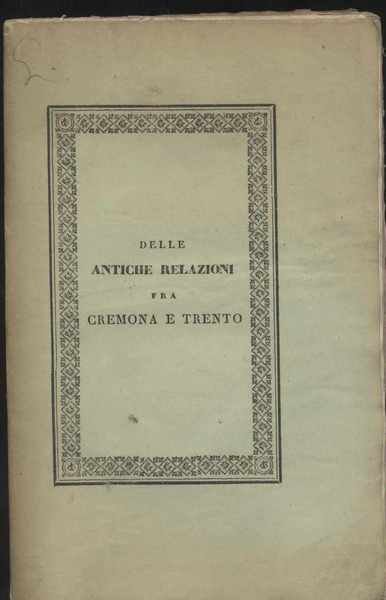 DELLE
ANTICHE RELAZIONI
FRA
CREMONA E TRENTO